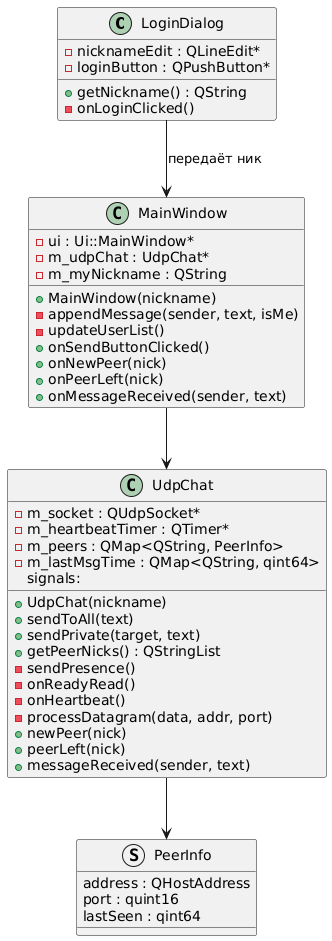 C LoginDialog
nicknameEdit : QLineEdit*
loginButton : QPushButton*
getNickname() : QString
onLoginClicked()
передаёт ник
C MainWindow
ui : Ui::MainWindow*
m_udpChat : UdpChat*
m_myNickname : QString
MainWindow(nickname)
appendMessage(sender, text, isMe)
updateUserList()
onSendButtonClicked()
onNewPeer(nick)
onPeerLeft(nick)
onMessageReceived(sender, text)
C UdpChat
m_socket : QUdpSocket*
m_heartbeatTimer : QTimer*
m_peers : QMap<QString, PeerInfo>
m_lastMsgTime : QMap<QString, qint64>
signals:
UdpChat(nickname)
sendToAll(text)
sendPrivate(target, text)
getPeerNicks() : QStringList
sendPresence()
onReadyRead()
onHeartbeat()
processDatagram(data, addr, port)
newPeer(nick)
peerLeft(nick)
messageReceived(sender, text)
S PeerInfo
address : QHostAddress
port : quint16
lastSeen : qint64